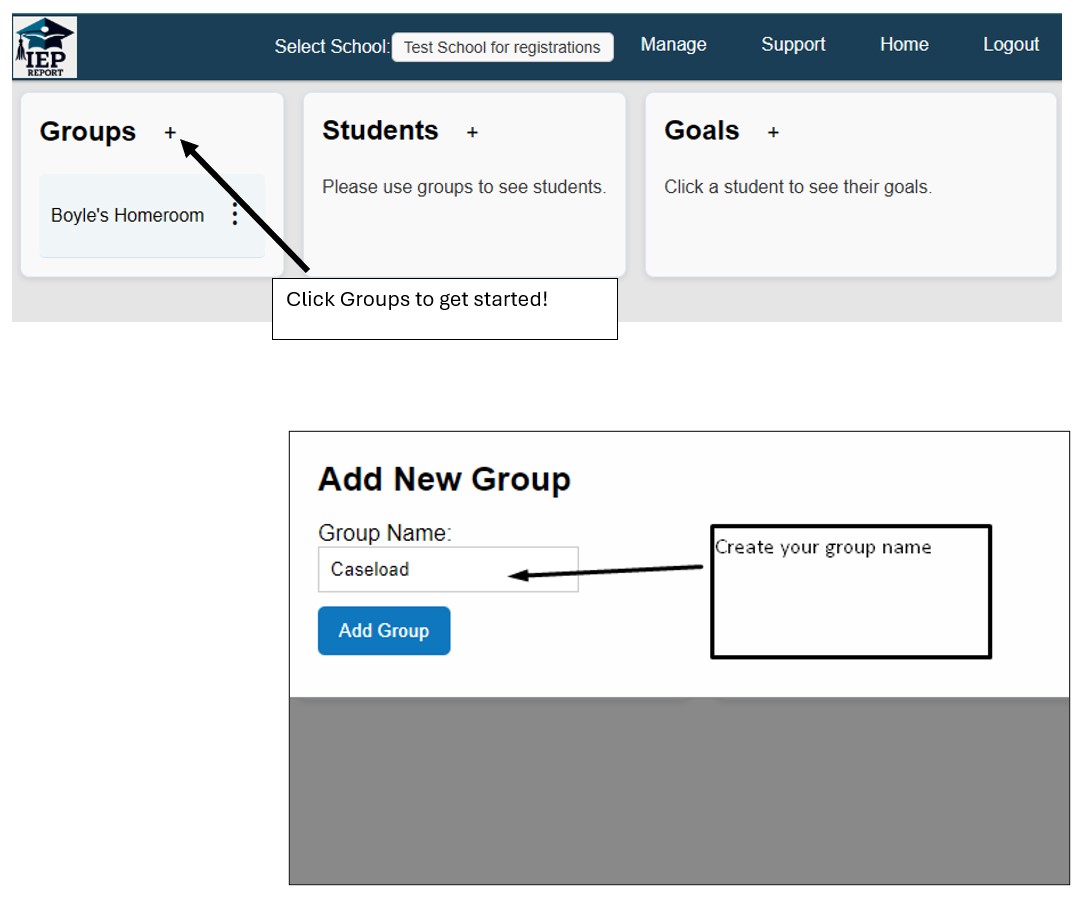 IEP
REPORT
Select School: Test School for registrations Manage Support Home Logout
Groups +
Boyle's Homeroom
Students +
Please use groups to see students.
Goals +
Click a student to see their goals.
Click Groups to get started!
Add New Group
Group Name:
Caseload
Create your group name
Add Group